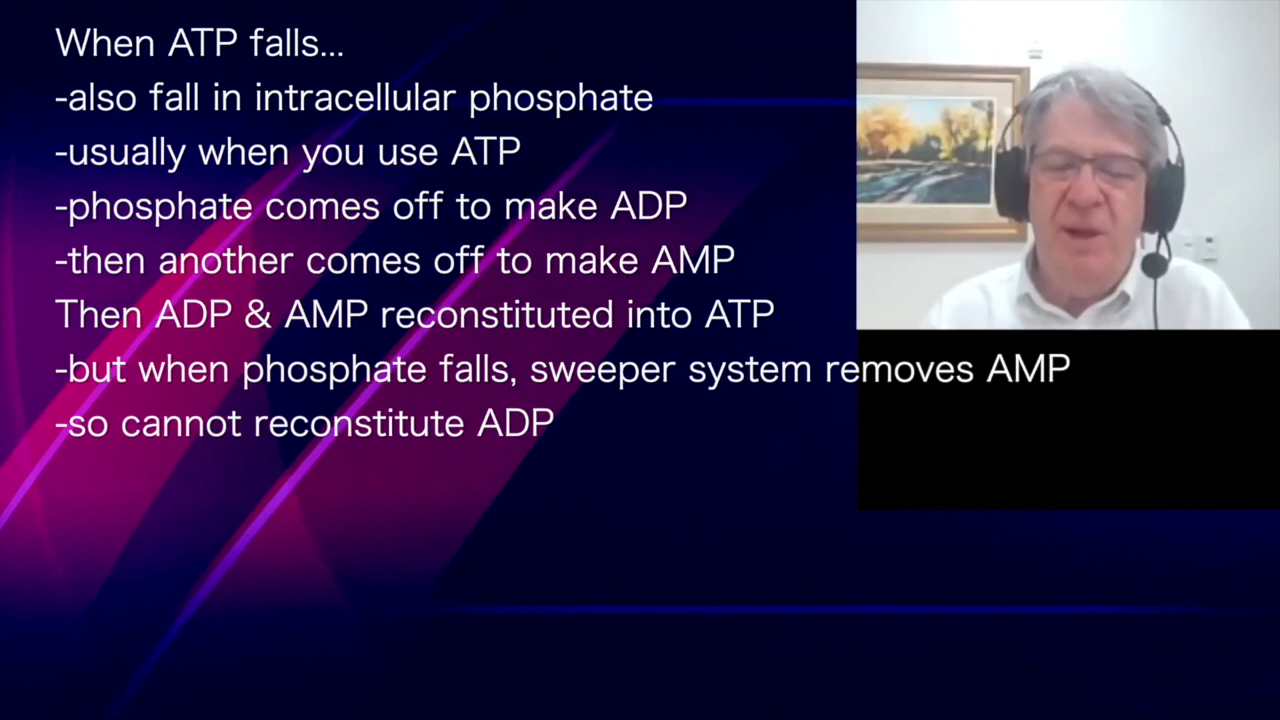 When ATP falls...
-also fall in intracellular phosphate
-usually when you use ATP
-phosphate comes off to make ADP
-then another comes off to make AMP
Then ADP & AMP reconstituted into ATP
-but when phosphate falls, sweeper system removes AMP
-so cannot reconstitute ADP